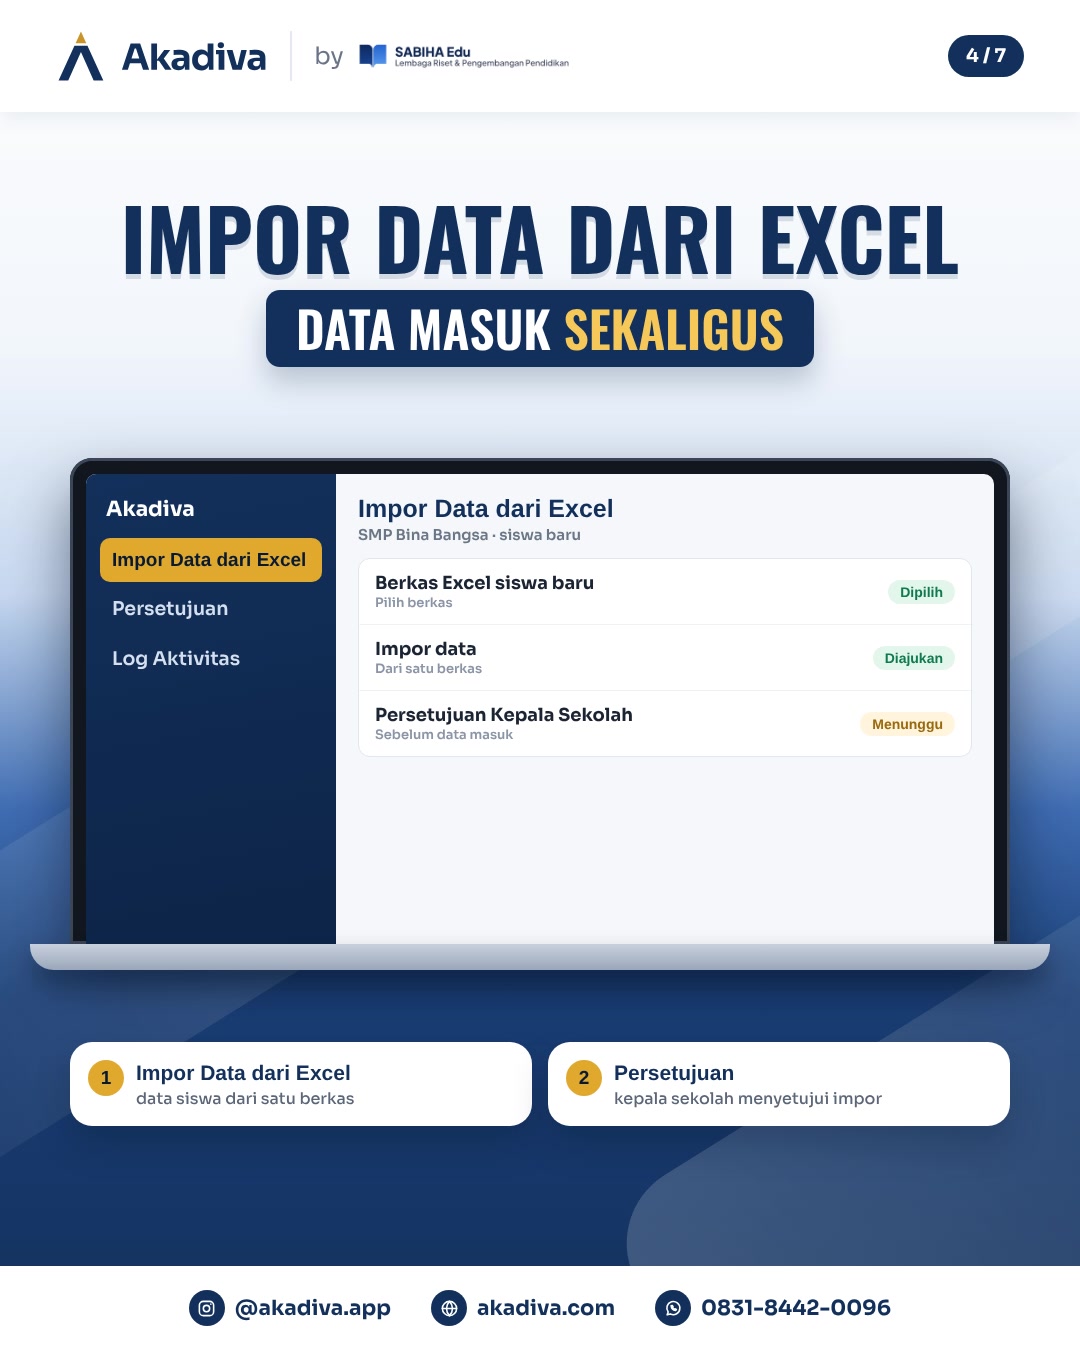 Akadiva
by
SABIHA Edu
Lembaga Riset & Pengembangan Pendidikan
4 / 7
IMPOR DATA DARI EXCEL
DATA MASUK SEKALIGUS
Akadiva
Impor Data dari Excel
Persetujuan
Log Aktivitas
Impor Data dari Excel
SMP Bina Bangsa · siswa baru
Berkas Excel siswa baru
Pilih berkas
Dipilih
Impor data
Dari satu berkas
Diajukan
Persetujuan Kepala Sekolah
Sebelum data masuk
Menunggu
1
Impor Data dari Excel
data siswa dari satu berkas
2
Persetujuan
kepala sekolah menyetujui impor
@akadiva.app
akadiva.com
0831-8442-0096